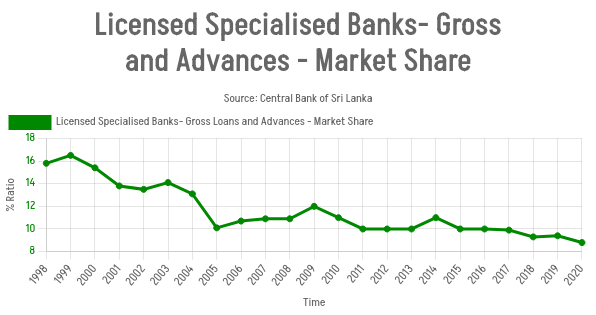 Licensed Specialised Banks- Gross
and Advances - Market Share
Source: Central Bank of Sri Lanka
Licensed Specialised Banks- Gross Loans and Advances - Market Share
18
16
14
12
10
8
% Ratio
1998 1999 2000 2001 2002 2003 2004 2005 2006 2007 2008 2009 2010 2011 2012 2013 2014 2015 2016 2017 2018 2019 2020
Time